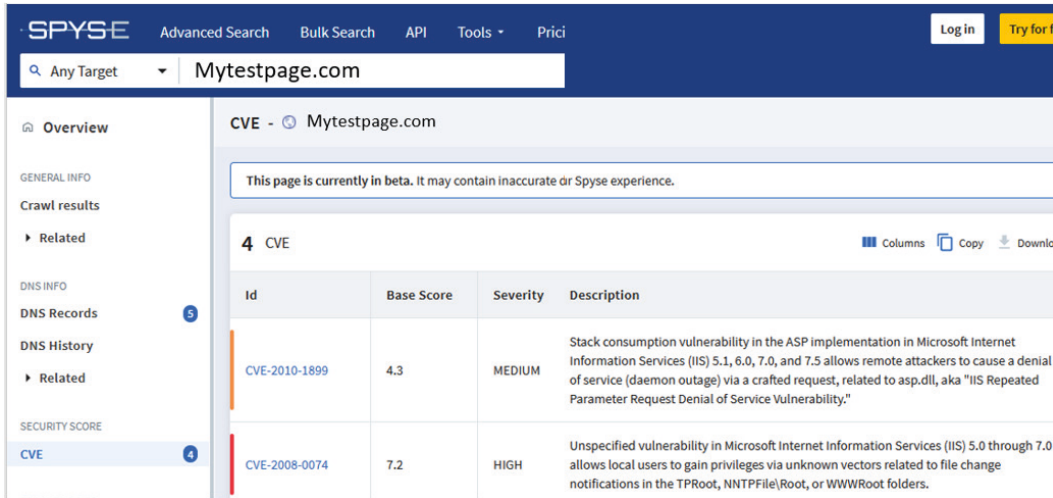 SPYSE Advanced Search Bulk Search API Tools Prici Log in Try for f
Any Target Mytestpage.com
Overview
GENERAL INFO
Crawl results
Related
DNS INFO
DNS Records 5
DNS History
Related
SECURITY SCORE
CVE 4
CVE - Mytestpage.com
This page is currently in beta. It may contain inaccurate or Spyse experience.
4 CVE Columns Copy Downlo
Id Base Score Severity Description
CVE-2010-1899 4.3 MEDIUM
Stack consumption vulnerability in the ASP implementation in Microsoft Internet
Information Services (IIS) 5.1, 6.0, 7.0, and 7.5 allows remote attackers to cause a denial
of service (daemon outage) via a crafted request, related to asp.dll, aka "IIS Repeated
Parameter Request Denial of Service Vulnerability."
CVE-2008-0074 7.2 HIGH
Unspecified vulnerability in Microsoft Internet Information Services (IIS) 5.0 through 7.0
allows local users to gain privileges via unknown vectors related to file change
notifications in the TPRoot, NNTPFile\Root, or WWWRoot folders.